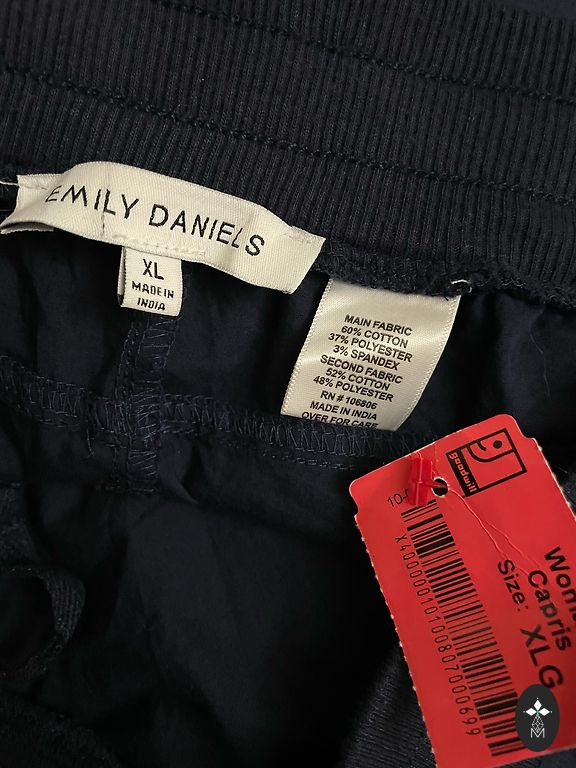 EMILY DANIELS
XL
MADE IN
INDIA
MAIN FABRIC
60% COTTON
37% POLYESTER
3% SPANDEX
SECOND FABRIC
52% COTTON
48% POLYESTER
RN # 106806
MADE IN INDIA
OVER FOR CARE
goodwill
X40000010100807000699
Capris
Size: XLG
M